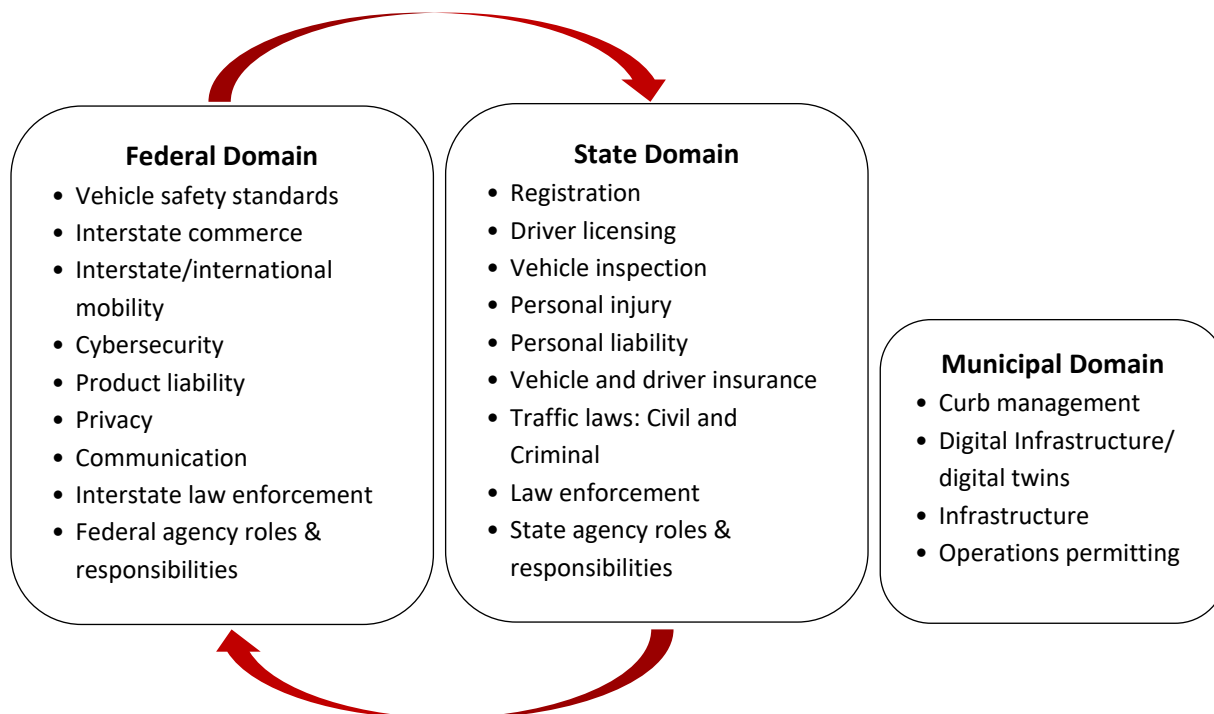 Federal Domain
• Vehicle safety standards
• Interstate commerce
• Interstate/international
mobility
• Cybersecurity
• Product liability
• Privacy
• Communication
• Interstate law enforcement
• Federal agency roles &
responsibilities
State Domain
• Registration
• Driver licensing
• Vehicle inspection
• Personal injury
• Personal liability
• Vehicle and driver insurance
• Traffic laws: Civil and
Criminal
• Law enforcement
• State agency roles &
responsibilities
Municipal Domain
• Curb management
• Digital Infrastructure/
digital twins
• Infrastructure
• Operations permitting